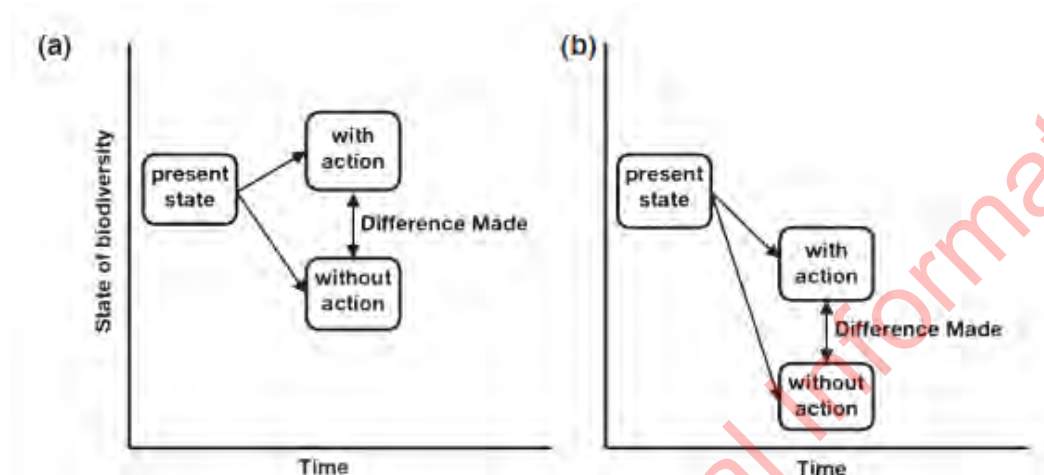 (a)
State of biodiversity
present
state
with
action
Difference Made
without
action
Time
(b)
present
state
with
action
Difference Made
without
action
Time